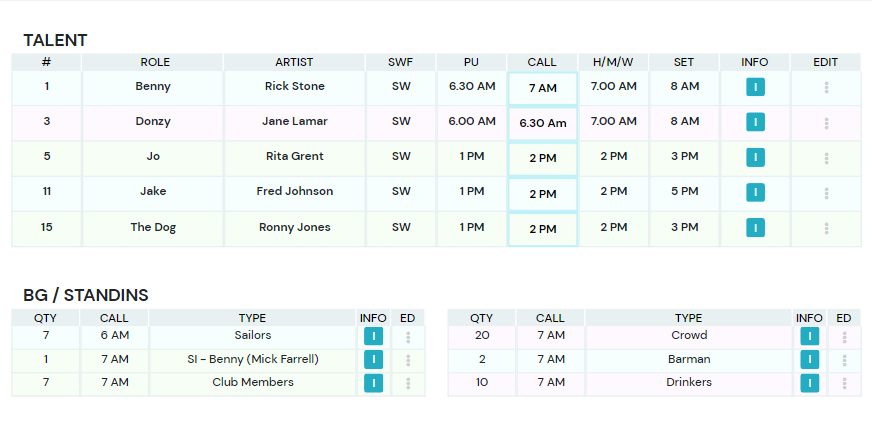 TALENT
# ROLE ARTIST SWF PU CALL H/M/W SET INFO EDIT
1 Benny Rick Stone SW 6.30 AM 7 AM 7.00 AM 8 AM I
3 Donzy Jane Lamar SW 6.00 AM 6.30 Am 7.00 AM 8 AM I
5 Jo Rita Grent SW 1 PM 2 PM 2 PM 3 PM I
11 Jake Fred Johnson SW 1 PM 2 PM 2 PM 5 PM I
15 The Dog Ronny Jones SW 1 PM 2 PM 2 PM 3 PM I
BG / STANDINS
QTY CALL TYPE INFO ED QTY CALL TYPE INFO ED
7 6 AM Sailors I 20 7 AM Crowd I
1 7 AM SI - Benny (Mick Farrell) I 2 7 AM Barman I
7 7 AM Club Members I 10 7 AM Drinkers I